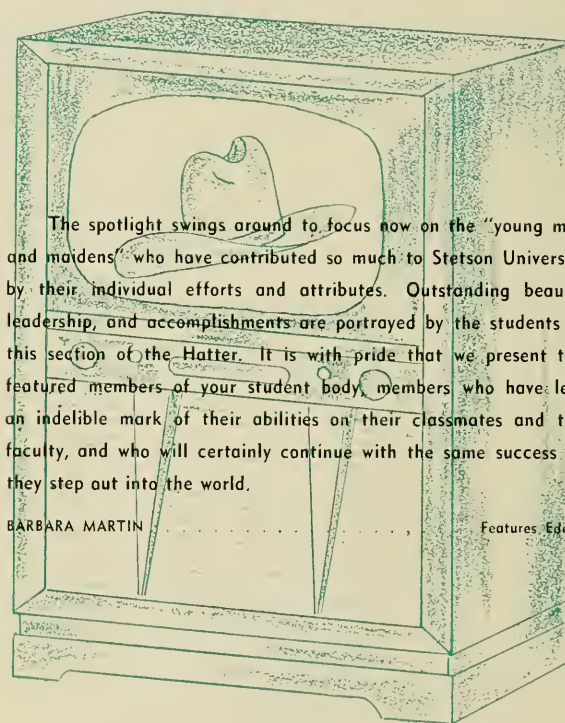 The spotlight swings around to focus now on the "young m
and maidens" who have contributed so much to Stetson Univers
by their individual efforts and attributes. Outstanding beau
leadership, and accomplishments are portrayed by the students
this section of the Hatter. It is with pride that we present t
featured members of your student body, members who have le
an indelible mark of their abilities on their classmates and t
faculty, and who will certainly continue with the same success
they step out into the world.
BARBARA MARTIN . . . . . . . . . . . . . . . . , Features Ed